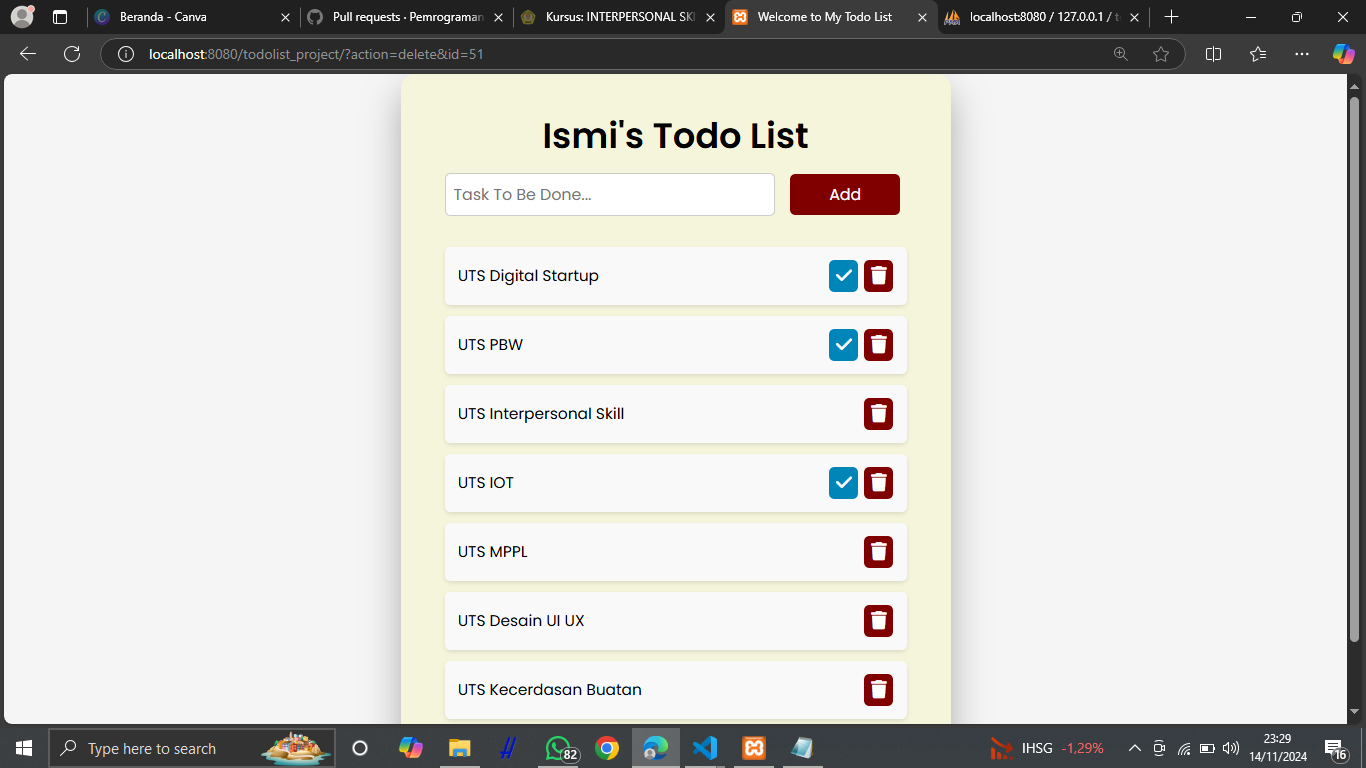 Beranda - Canva
Pull requests · Pemrograman
Kursus: INTERPERSONAL SKI
Welcome to My Todo List
localhost:8080 / 127.0.0.1 / t
localhost:8080/todolist_project/?action=delete&id=51
Ismi's Todo List
Task To Be Done...
Add
UTS Digital Startup
UTS PBW
UTS Interpersonal Skill
UTS IOT
UTS MPPL
UTS Desain UI UX
UTS Kecerdasan Buatan
Type here to search
82
IHSG -1,29%
23:29
14/11/2024
16